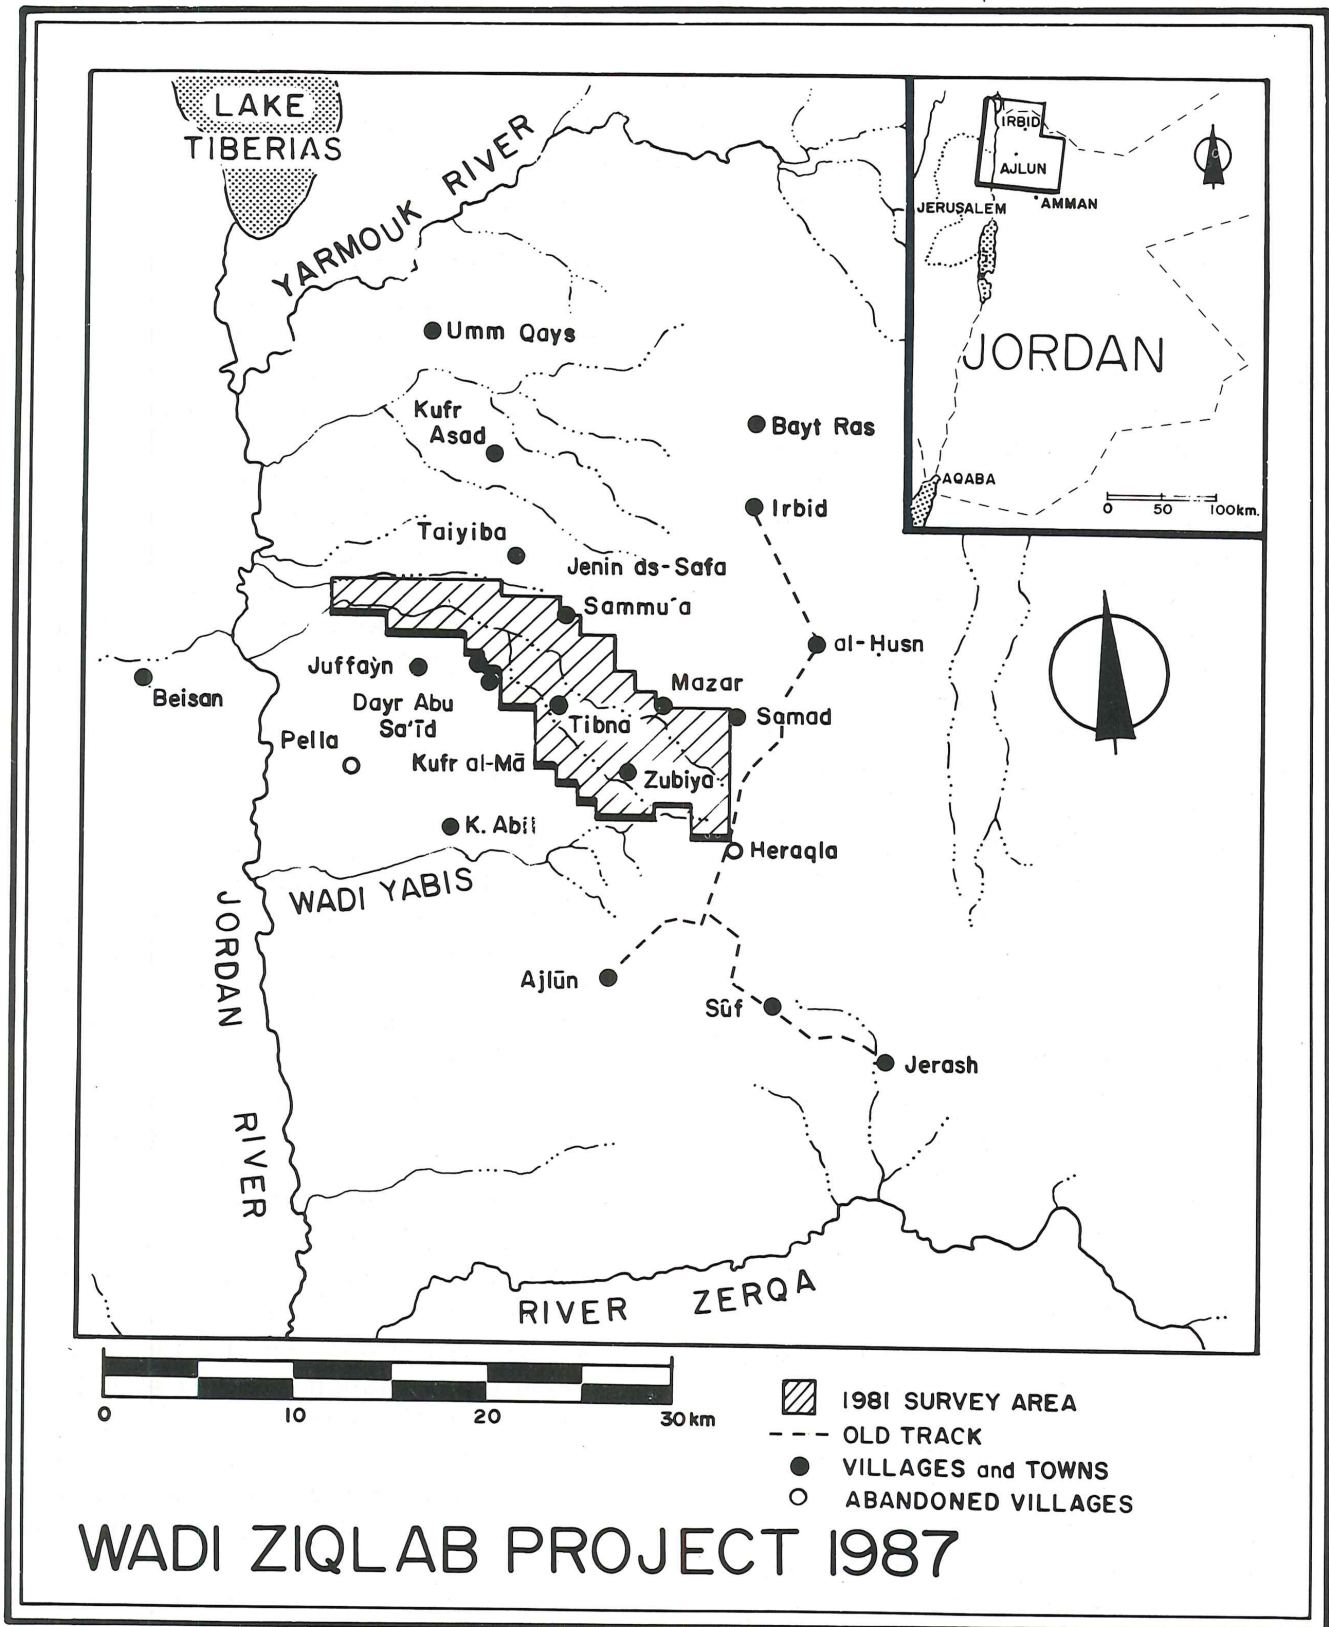 LAKE
TIBERIAS
YARMOUK RIVER
Umm Qays
Kufr
Asad
Bayt Ras
Irbid
Taiyiba
Jenin as-Safa
Sammu'a
al-Ḥusn
Juffayn
Mazar
Beisan
Dayr Abu
Sa'īd
Tibna
Samad
Pella
Kufr al-Mā
Zubiya
K. Abil
Heraqla
WADI YABIS
JORDAN RIVER
Ajlūn
Sûf
Jerash
RIVER ZERQA
IRBID
AJLUN
JERUSALEM
AMMAN
JORDAN
AQABA
0 50 100km.
0 10 20 30km
1981 SURVEY AREA
OLD TRACK
VILLAGES and TOWNS
ABANDONED VILLAGES
WADI ZIQLAB PROJECT 1987